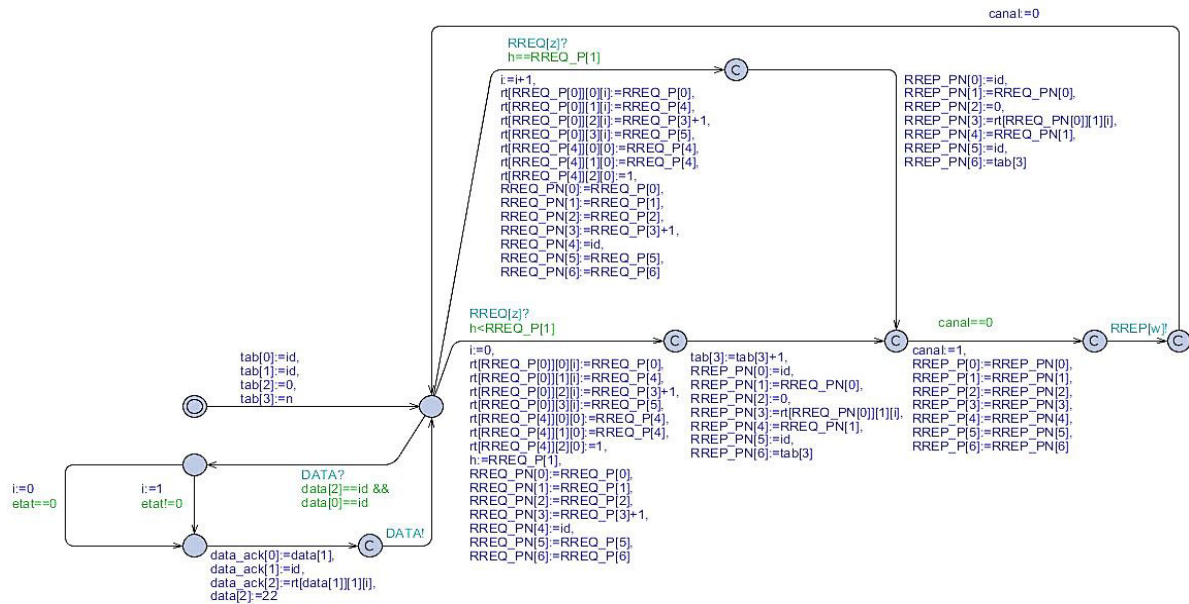 canal:=0
RREQ[z]?
h==RREQ_P[1]
C
i:=i+1,
rt[RREQ_P[0]][0][i]:=RREQ_P[0],
rt[RREQ_P[0]][1][i]:=RREQ_P[4],
rt[RREQ_P[0]][2][i]:=RREQ_P[3]+1,
rt[RREQ_P[0]][3][i]:=RREQ_P[5],
rt[RREQ_P[4]][0][0]:=RREQ_P[4],
rt[RREQ_P[4]][1][0]:=RREQ_P[4],
rt[RREQ_P[4]][2][0]:=1,
RREQ_PN[0]:=RREQ_P[0],
RREQ_PN[1]:=RREQ_P[1],
RREQ_PN[2]:=RREQ_P[2],
RREQ_PN[3]:=RREQ_P[3]+1,
RREQ_PN[4]:=id,
RREQ_PN[5]:=RREQ_P[5],
RREQ_PN[6]:=RREQ_P[6]
RREP_PN[0]:=id,
RREP_PN[1]:=RREQ_PN[0],
RREP_PN[2]:=0,
RREP_PN[3]:=rt[RREQ_PN[0]][1][i],
RREP_PN[4]:=RREQ_PN[1],
RREP_PN[5]:=id,
RREP_PN[6]:=tab[3]
RREQ[z]?
h<RREQ_P[1]
C
C
canal==0
C
RREP[w]!
C
i:=0,
rt[RREQ_P[0]][0][i]:=RREQ_P[0],
rt[RREQ_P[0]][1][i]:=RREQ_P[4],
rt[RREQ_P[0]][2][i]:=RREQ_P[3]+1,
rt[RREQ_P[0]][3][i]:=RREQ_P[5],
rt[RREQ_P[4]][0][0]:=RREQ_P[4],
rt[RREQ_P[4]][1][0]:=RREQ_P[4],
rt[RREQ_P[4]][2][0]:=1,
h:=RREQ_P[1],
RREQ_PN[0]:=RREQ_P[0],
RREQ_PN[1]:=RREQ_P[1],
RREQ_PN[2]:=RREQ_P[2],
RREQ_PN[3]:=RREQ_P[3]+1,
RREQ_PN[4]:=id,
RREQ_PN[5]:=RREQ_P[5],
RREQ_PN[6]:=RREQ_P[6]
tab[3]:=tab[3]+1,
RREP_PN[0]:=id,
RREP_PN[1]:=RREQ_PN[0],
RREP_PN[2]:=0,
RREP_PN[3]:=rt[RREQ_PN[0]][1][i],
RREP_PN[4]:=RREQ_PN[1],
RREP_PN[5]:=id,
RREP_PN[6]:=tab[3]
canal:=1,
RREP_P[0]:=RREP_PN[0],
RREP_P[1]:=RREP_PN[1],
RREP_P[2]:=RREP_PN[2],
RREP_P[3]:=RREP_PN[3],
RREP_P[4]:=RREP_PN[4],
RREP_P[5]:=RREP_PN[5],
RREP_P[6]:=RREP_PN[6]
tab[0]:=id,
tab[1]:=id,
tab[2]:=0,
tab[3]:=n
DATA?
data[2]==id &&
data[0]==id
i:=0
etat==0
i:=1
etat!=0
C
DATA!
data_ack[0]:=data[1],
data_ack[1]:=id,
data_ack[2]:=rt[data[1]][1][i],
data[2]:=22